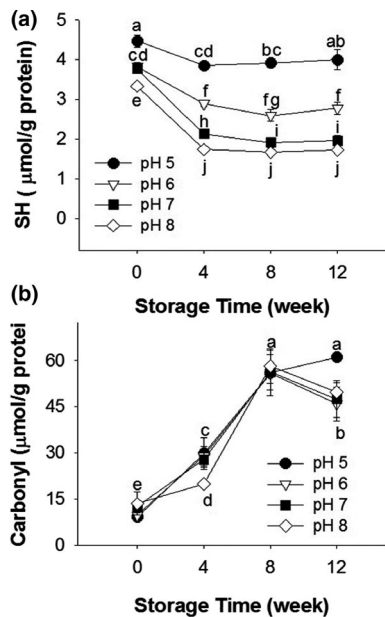 (a)
5
4
3
2
1
0
SH ( μmol/g protein)
a
cd
e
cd
f
h
j
bc
fg
i
j
ab
f
i
j
pH 5
pH 6
pH 7
pH 8
0 4 8 12
Storage Time (week)
(b)
60
45
30
15
0
Carbonyl (μmol/g protei
e
c
d
a
a
b
pH 5
pH 6
pH 7
pH 8
0 4 8 12
Storage Time (week)